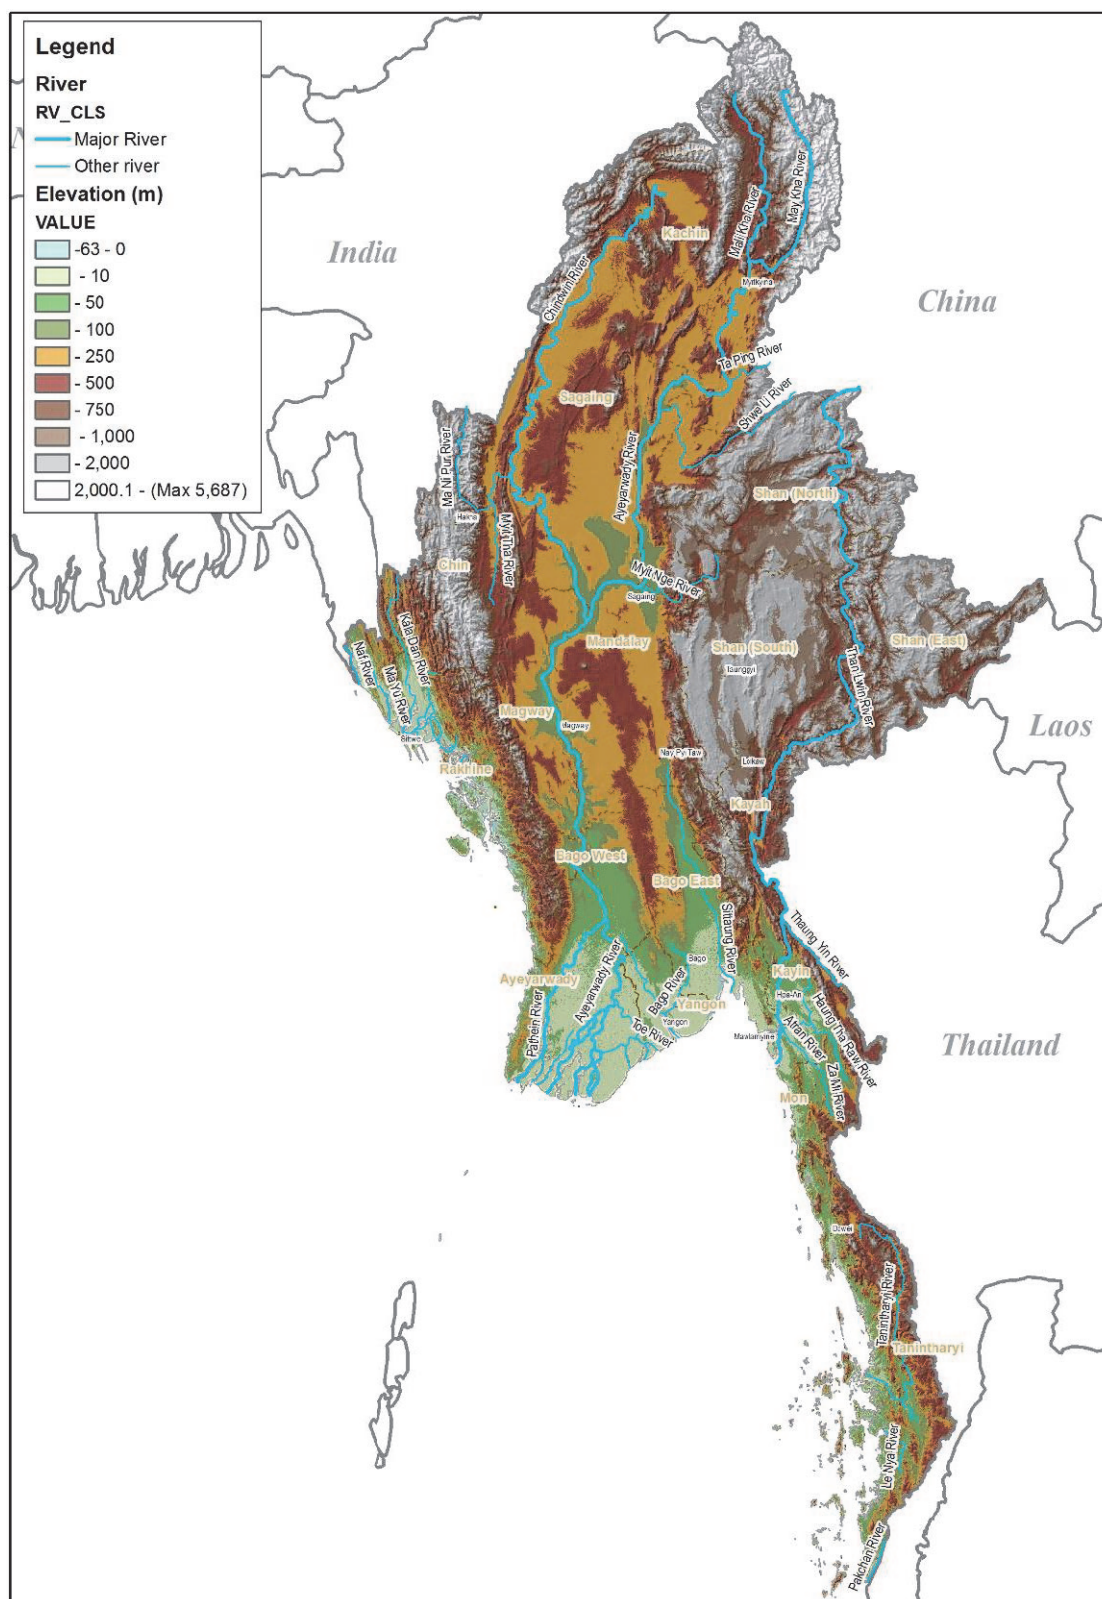 Legend
River
RV_CLS
Major River
Other river
Elevation (m)
VALUE
-63 - 0
- 10
- 50
- 100
- 250
- 500
- 750
- 1,000
- 2,000
2,000.1 - (Max 5,687)
India
China
Laos
Thailand
Mali Kha River
May Kha River
Kachin
Myitkyina
Chindwin River
Ta Ping River
Shwe Li River
Sagaing
Ayeyarwady River
Ma Ni Pur River
Shan (North)
Myit Tha River
Chin
Myit Nge River
Sagaing
Kala Dan River
Naf River
Ma Yu River
Mandalay
Shan (South)
Shan (East)
Than Lwin River
Magway
Magway
Sittwe
Rakhine
Nay Pyi Taw
Loikaw
Kayah
Bago West
Bago East
Sittaung River
Thaung Yin River
Ayeyarwady
Ayeyarwady River
Bago
Bago River
Kayin
Hpa-An
Haung Tha Raw River
Yangon
Yangon
Toe River
Pathein River
Mawlamyine
Atran River
Za Mi River
Mon
Dawei
Tanintharyi River
Tanintharyi
Le Nya River
Pakchan River